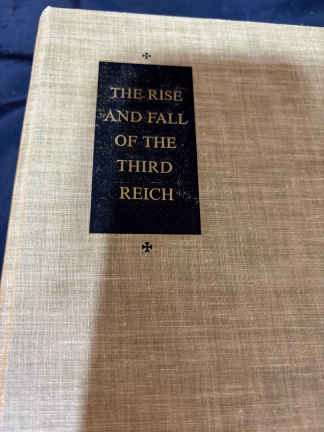 THE RISE
AND FALL
OF THE
THIRD
REICH